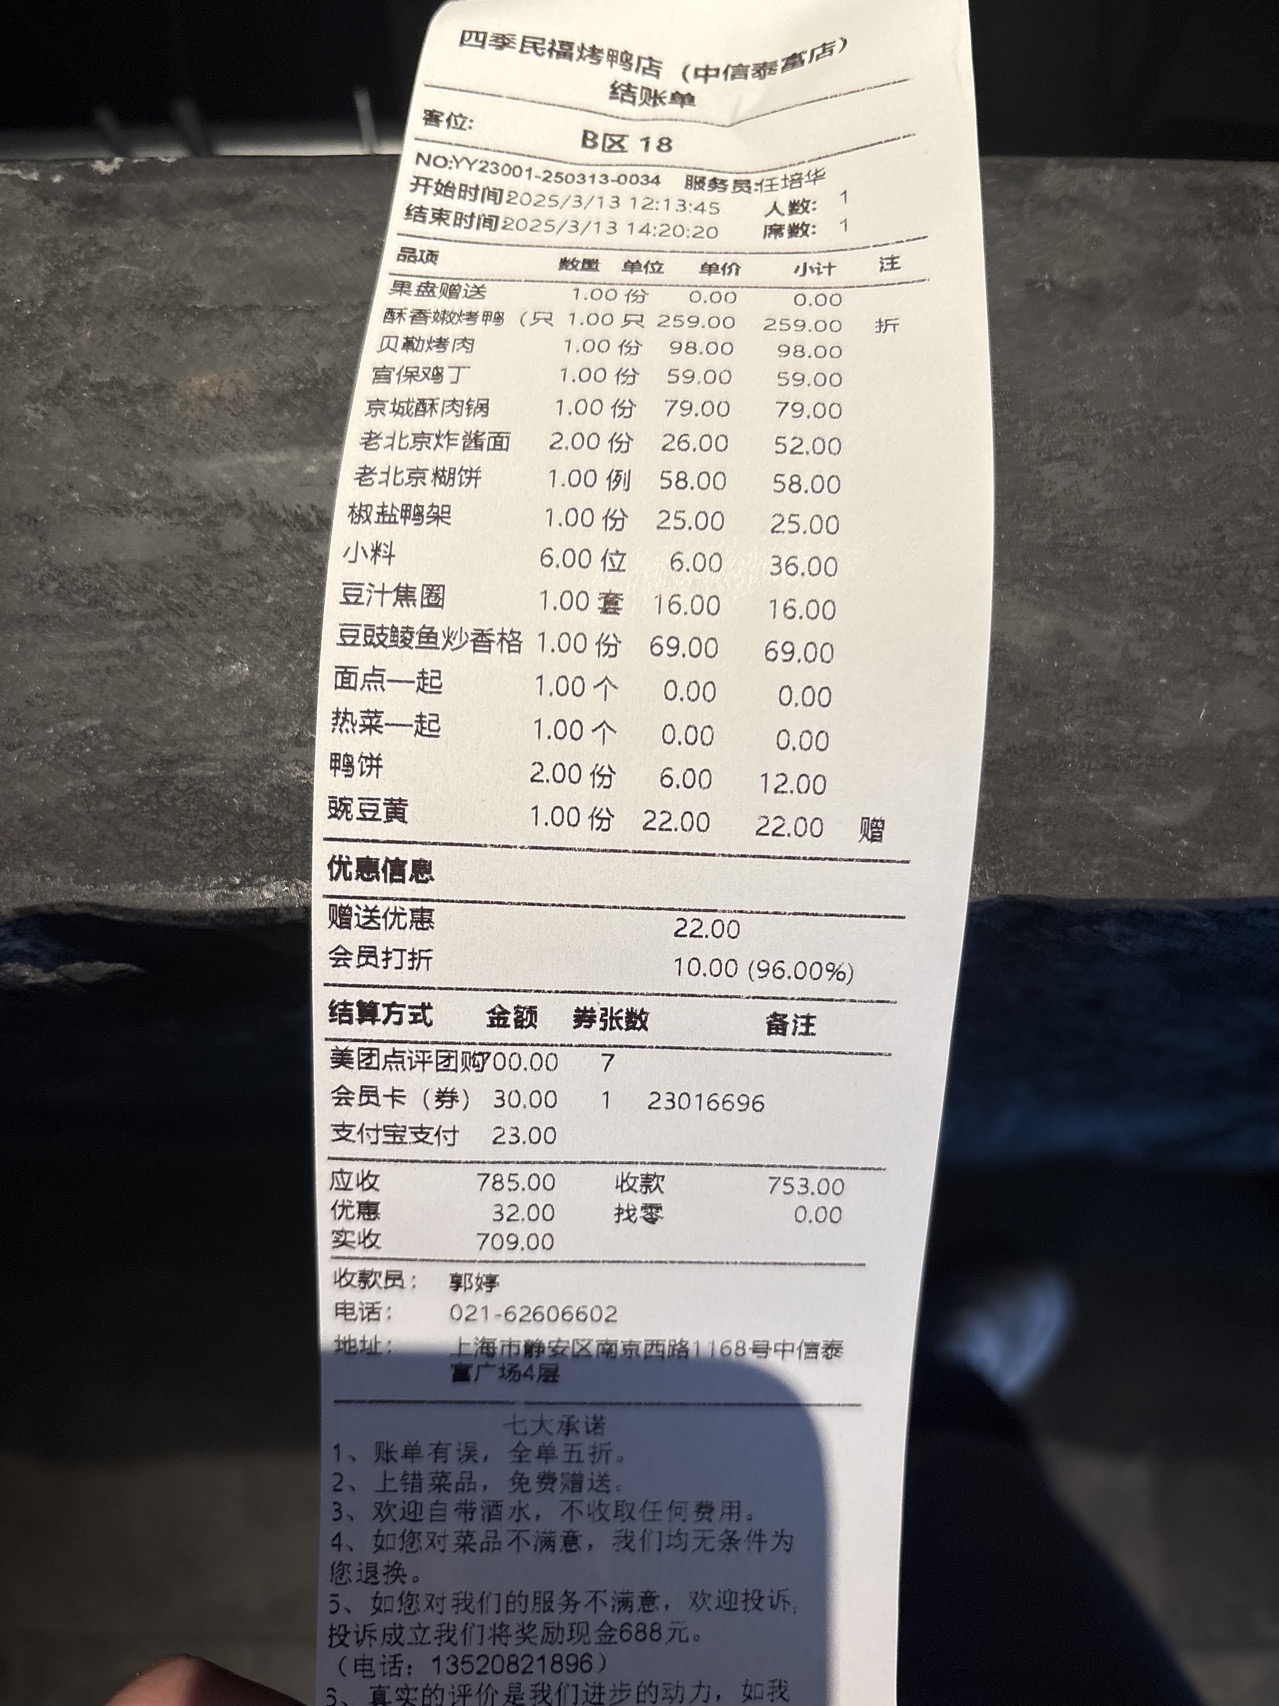 四季民福烤鸭店（中信泰富店）
结账单
客位: B区 18
NO:YY23001-250313-0034 服务员:任培华
开始时间2025/3/13 12:13:45 人数: 1
结束时间2025/3/13 14:20:20 席数: 1
品项 数量 单位 单价 小计 注
果盘赠送 1.00 份 0.00 0.00
酥香嫩烤鸭（只 1.00 只 259.00 259.00 折
贝勒烤肉 1.00 份 98.00 98.00
宫保鸡丁 1.00 份 59.00 59.00
京城酥肉锅 1.00 份 79.00 79.00
老北京炸酱面 2.00 份 26.00 52.00
老北京糊饼 1.00 例 58.00 58.00
椒盐鸭架 1.00 份 25.00 25.00
小料 6.00 位 6.00 36.00
豆汁焦圈 1.00 套 16.00 16.00
豆豉鲮鱼炒香格 1.00 份 69.00 69.00
面点一起 1.00 个 0.00 0.00
热菜一起 1.00 个 0.00 0.00
鸭饼 2.00 份 6.00 12.00
豌豆黄 1.00 份 22.00 22.00 赠
优惠信息
赠送优惠 22.00
会员打折 10.00 (96.00%)
结算方式 金额 券张数 备注
美团点评团购700.00 7
会员卡（券） 30.00 1 23016696
支付宝支付 23.00
应收 785.00 收款 753.00
优惠 32.00 找零 0.00
实收 709.00
收款员: 郭婷
电话: 021-62606602
地址: 上海市静安区南京西路1168号中信泰
富广场4层
七大承诺
1、账单有误，全单五折。
2、上错菜品，免费赠送。
3、欢迎自带酒水，不收取任何费用。
4、如您对菜品不满意，我们均无条件为
您退换。
5、如您对我们的服务不满意，欢迎投诉,
投诉成立我们将奖励现金688元。
（电话：13520821896）
6、真实的评价是我们进步的动力，如我